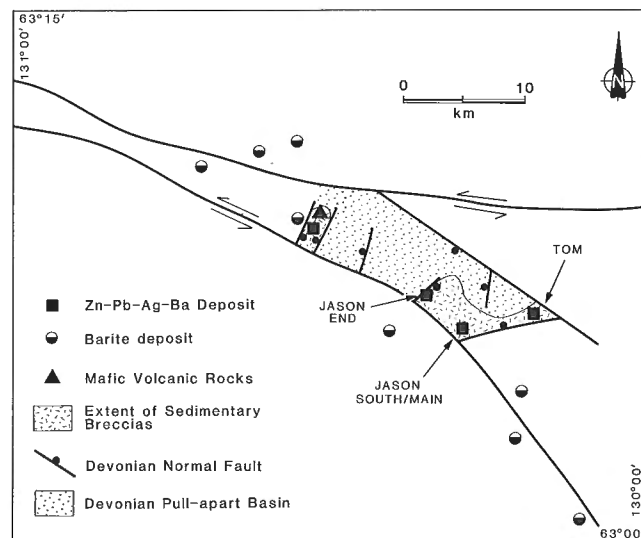 63°15'
131°00'
0 10
km
TOM
JASON
END
JASON
SOUTH/MAIN
Zn-Pb-Ag-Ba Deposit
Barite deposit
Mafic Volcanic Rocks
Extent of Sedimentary
Breccias
Devonian Normal Fault
Devonian Pull-apart Basin
130°00'
63°00'